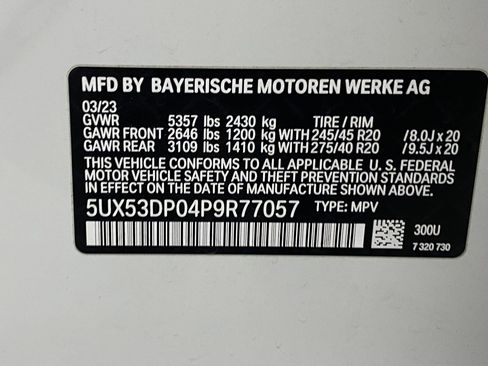 MFD BY BAYERISCHE MOTOREN WERKE AG
03/23
GVWR 5357 lbs 2430 kg TIRE / RIM
GAWR FRONT 2646 lbs 1200 kg WITH 245/45 R20 /8.0J x 20
GAWR REAR 3109 lbs 1410 kg WITH 275/40 R20 /9.5J x 20
THIS VEHICLE CONFORMS TO ALL APPLICABLE U. S. FEDERAL
MOTOR VEHICLE SAFETY AND THEFT PREVENTION STANDARDS
IN EFFECT ON THE DATE OF MANUFACTURE SHOWN ABOVE.
5UX53DP04P9R77057 TYPE: MPV
300U
7 320 730